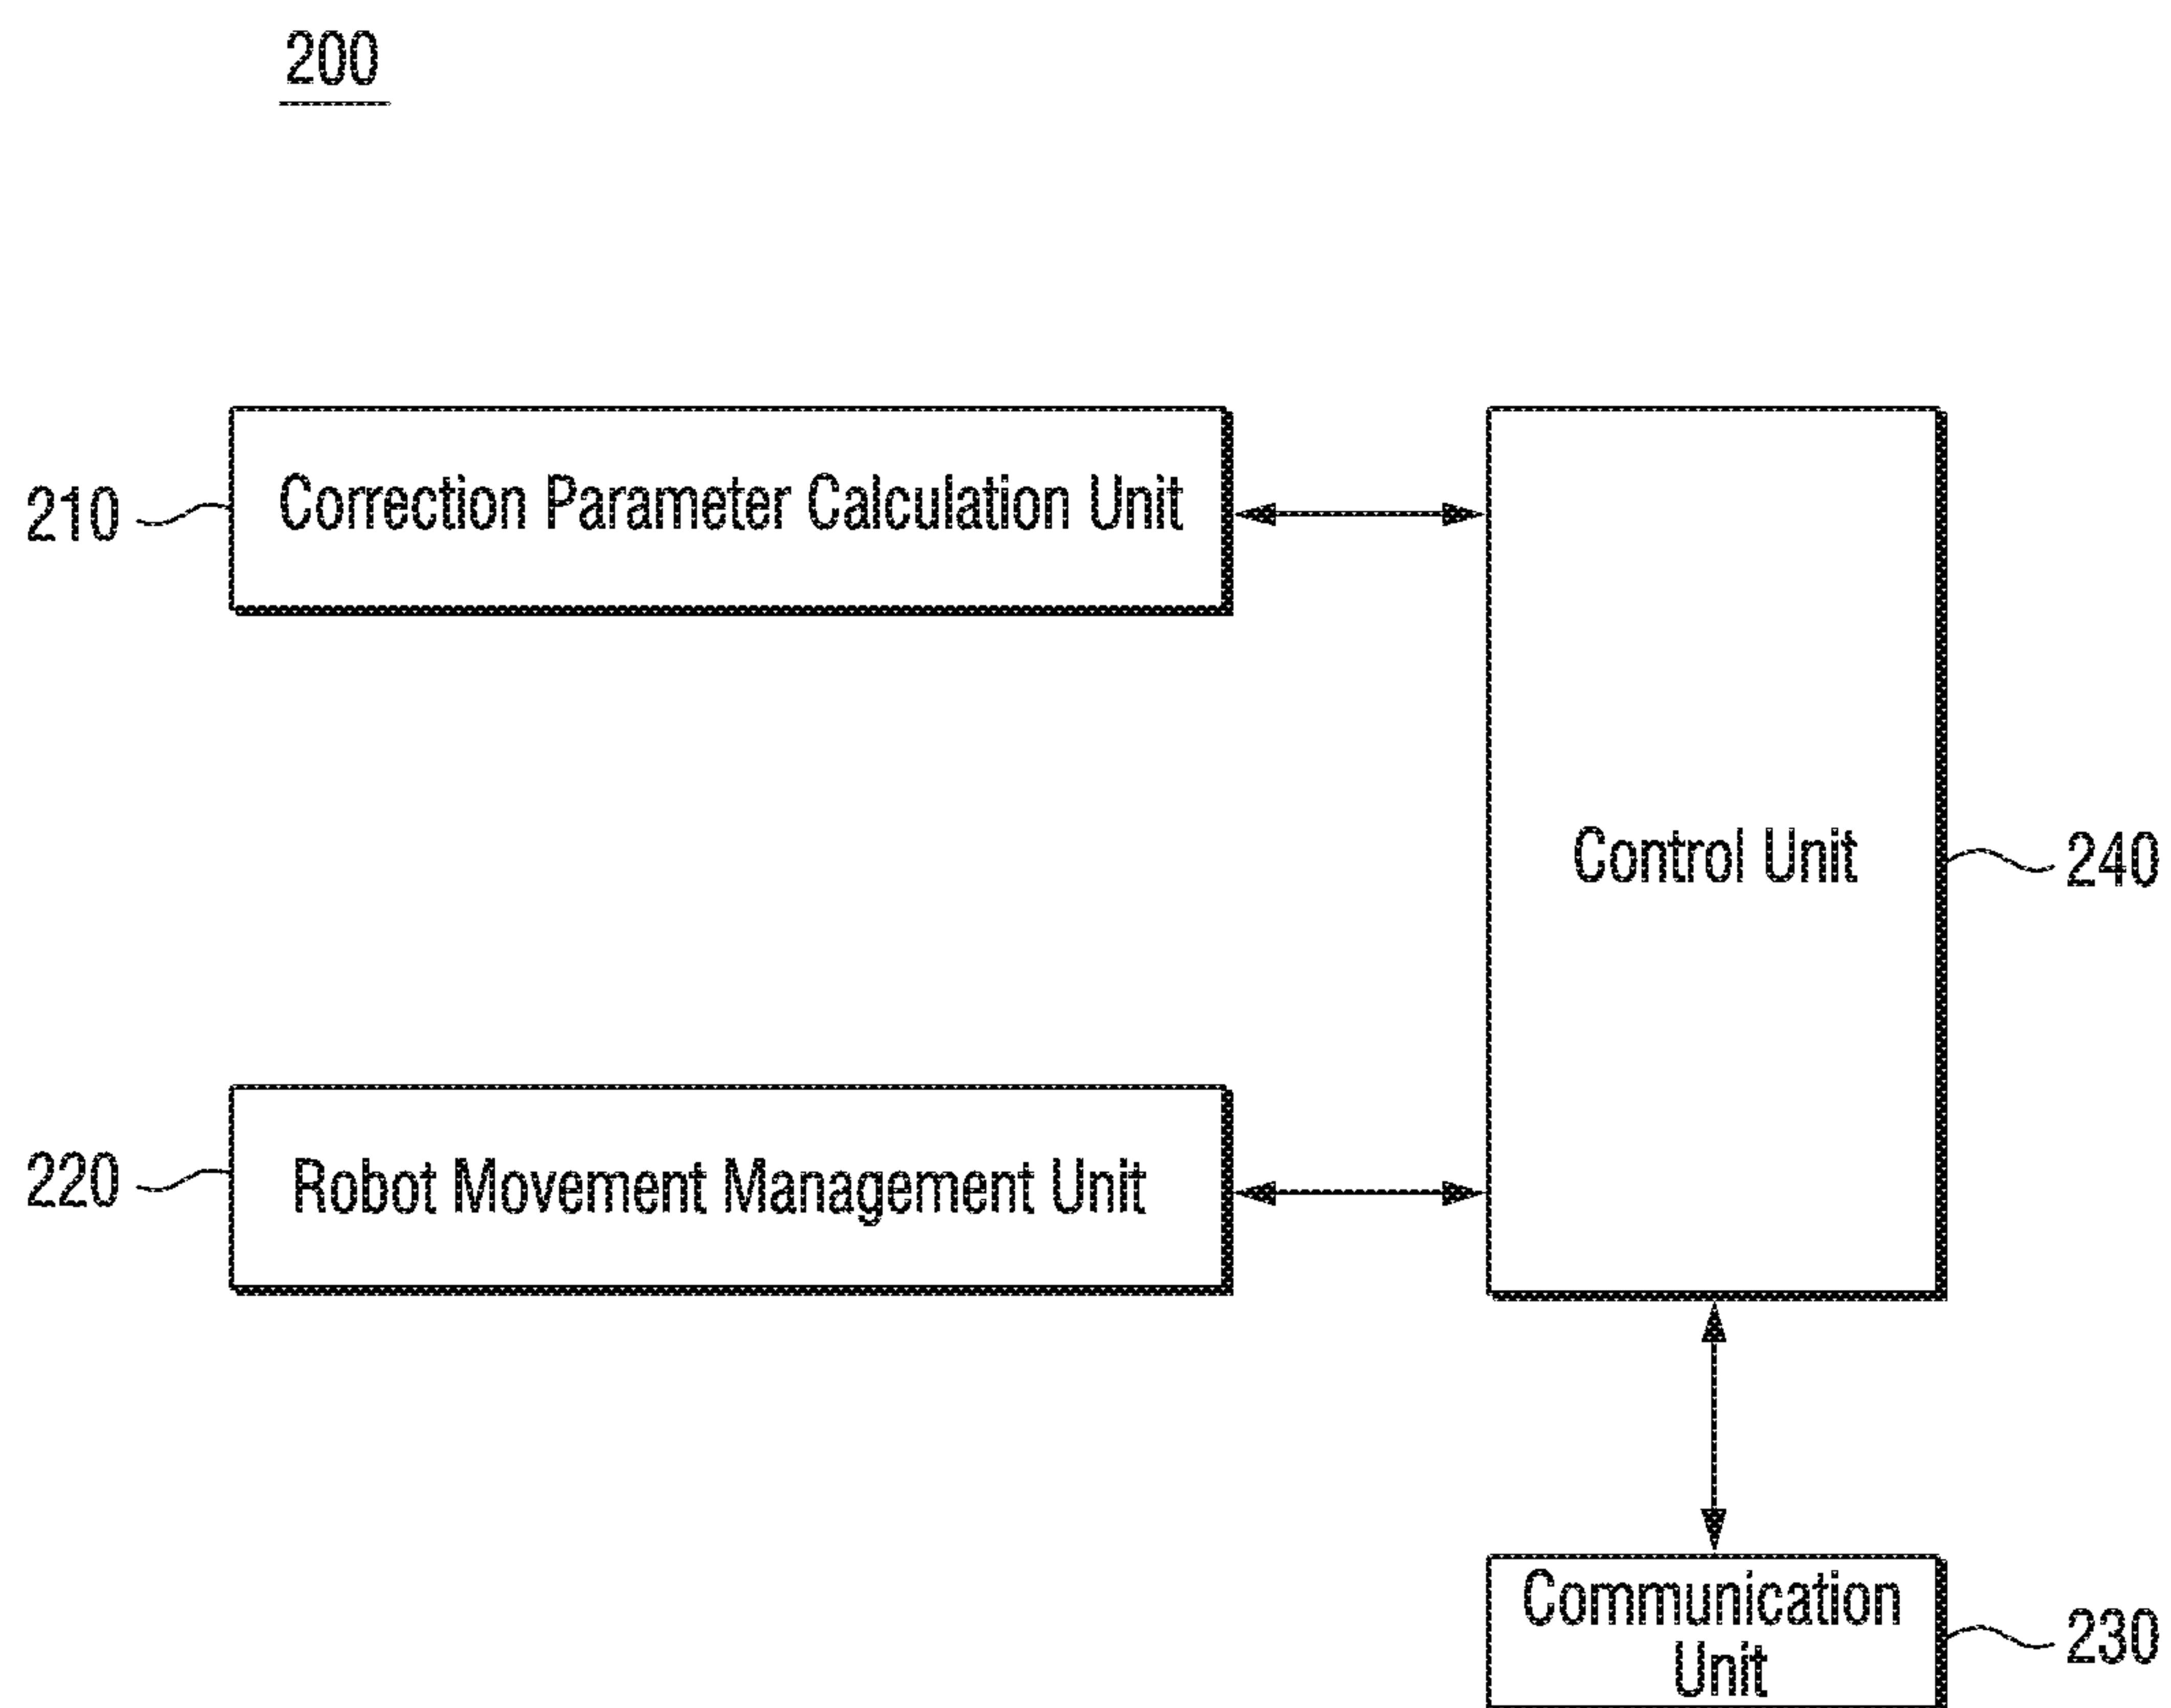 200
210
Correction Parameter Calculation Unit
Control Unit
240
220
Robot Movement Management Unit
Communication
Unit
230